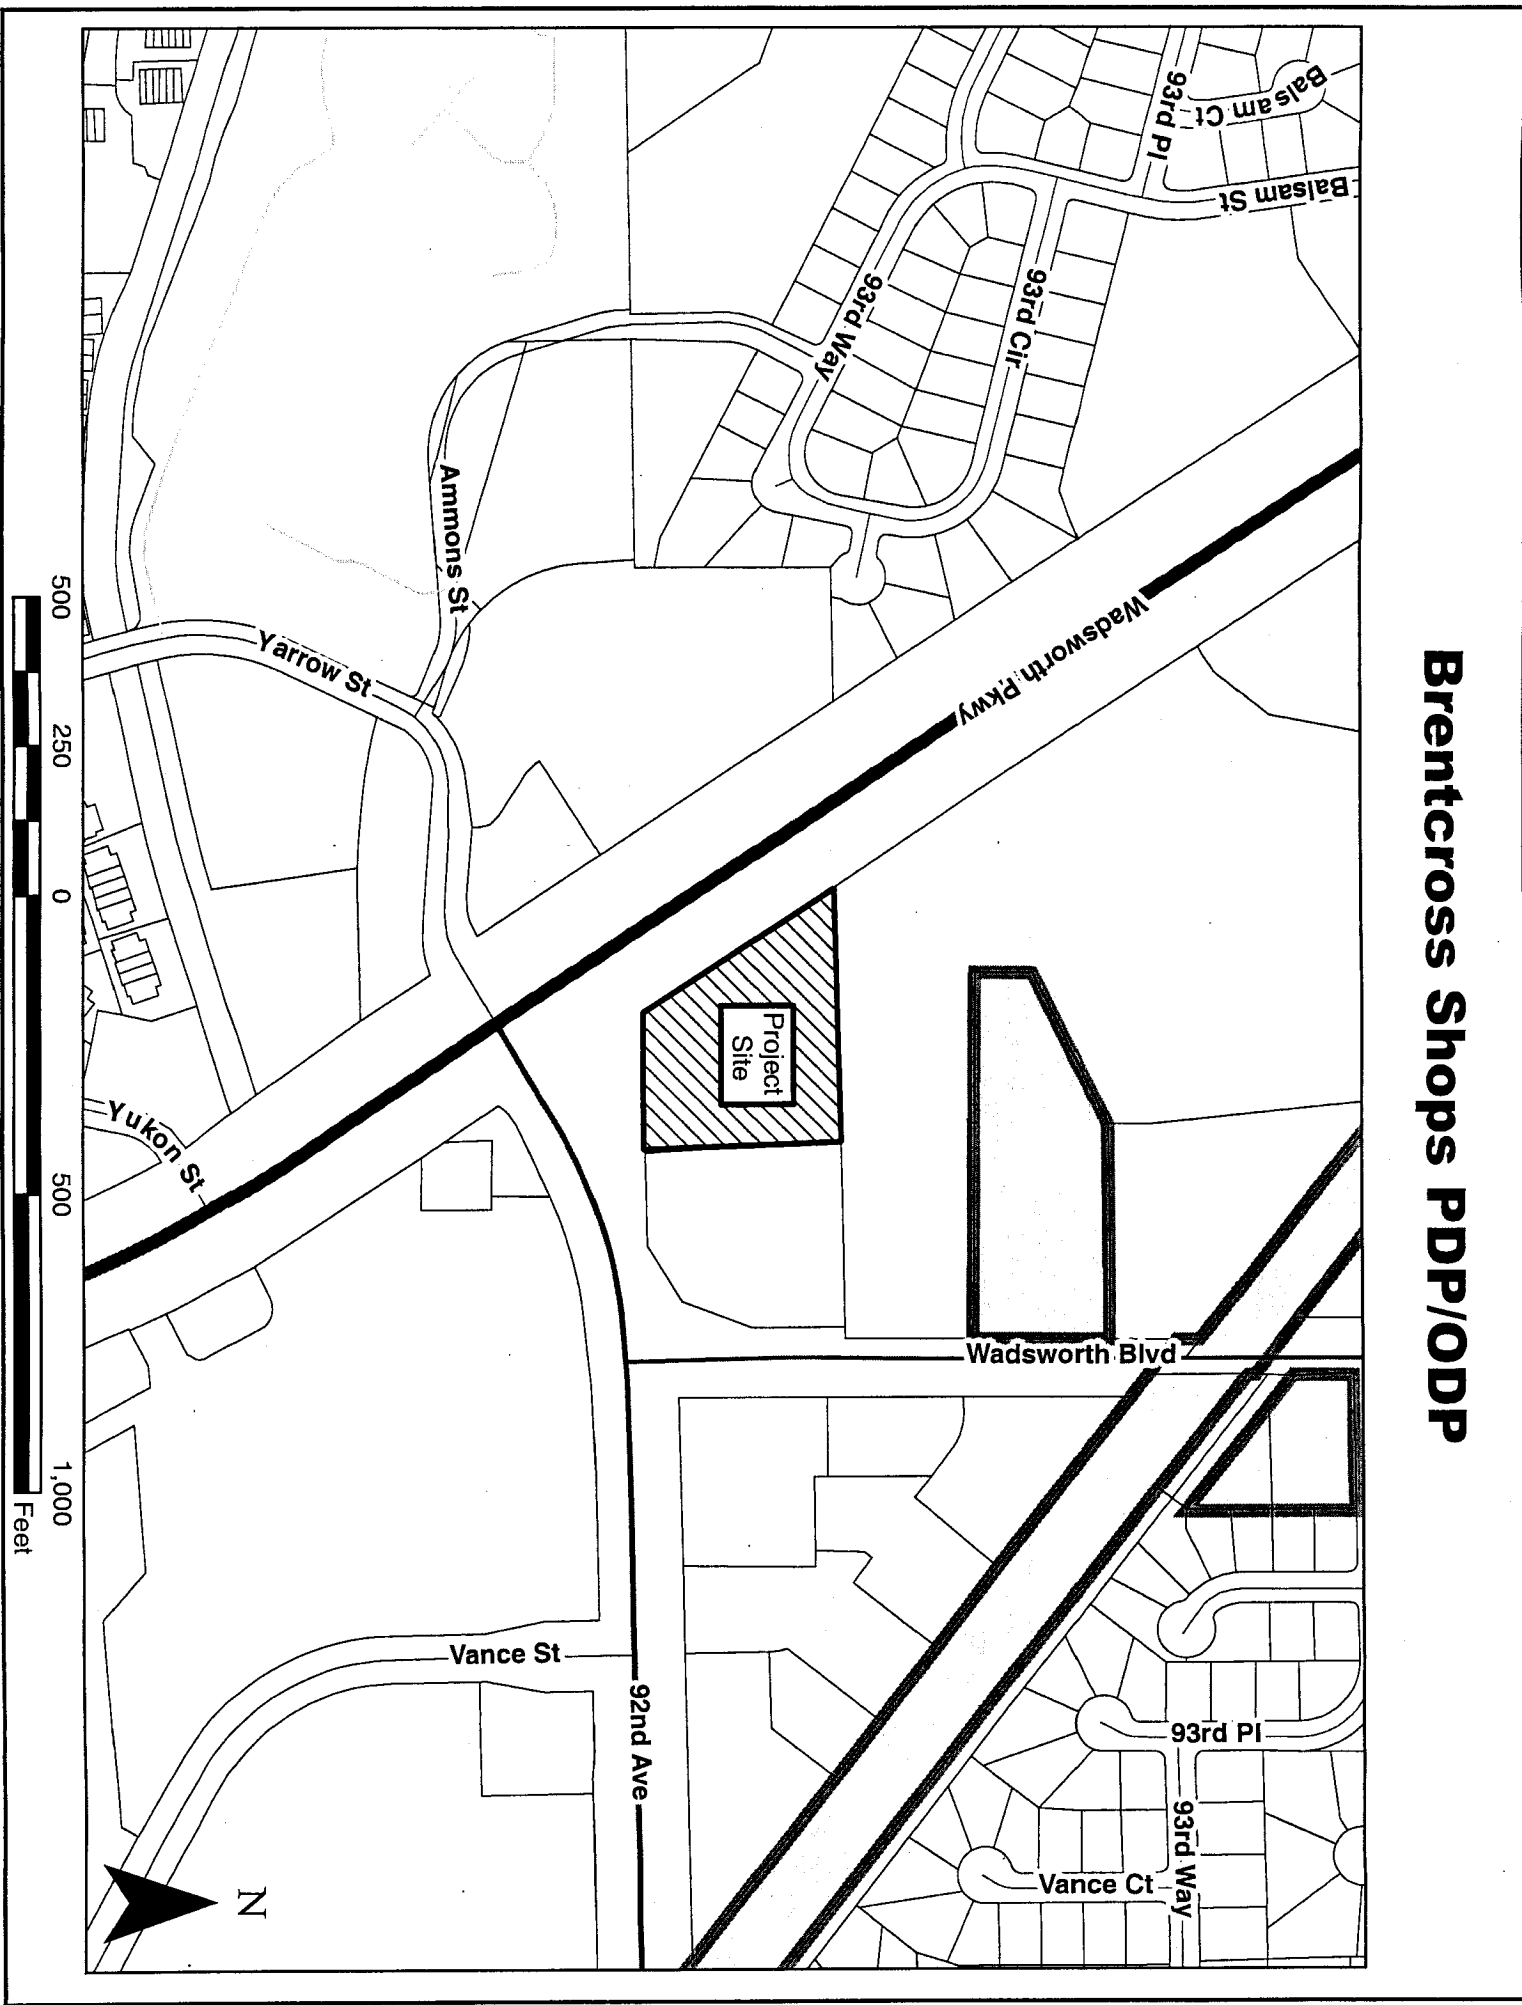 Brentcross Shops PDP/ODP
Balsam Ct
93rd Pl
Balsam St
93rd Cir
93rd Way
Wadsworth Pkwy
Ammons St
Yarrow St
Project
Site
Yukon St
Wadsworth Blvd
Vance St
92nd Ave
93rd Pl
93rd Way
Vance Ct
N
500 250 0 500 1,000
Feet